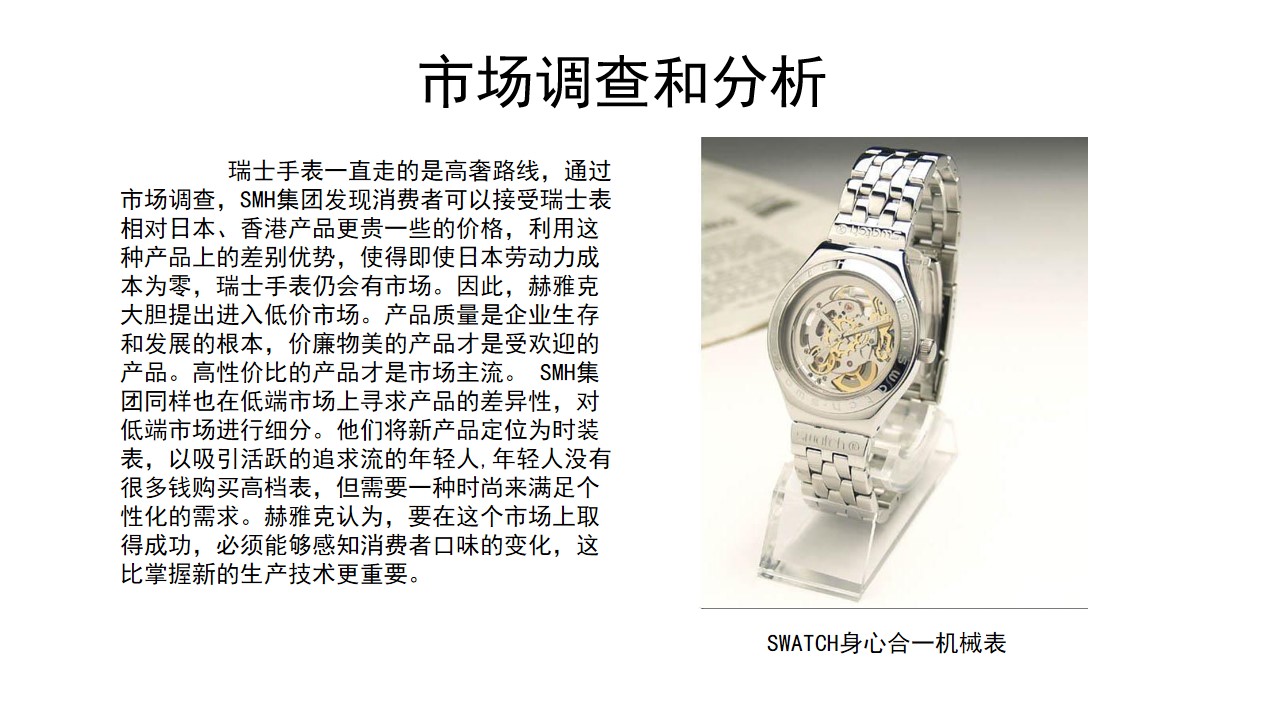 市场调查和分析
瑞士手表一直走的是高奢路线，通过
市场调查，SMH集团发现消费者可以接受瑞士表
相对日本、香港产品更贵一些的价格，利用这
种产品上的差别优势，使得即使日本劳动力成
本为零，瑞士手表仍会有市场。因此，赫雅克
大胆提出进入低价市场。产品质量是企业生存
和发展的根本，价廉物美的产品才是受欢迎的
产品。高性价比的产品才是市场主流。 SMH集
团同样也在低端市场上寻求产品的差异性，对
低端市场进行细分。他们将新产品定位为时装
表，以吸引活跃的追求流的年轻人,年轻人没有
很多钱购买高档表，但需要一种时尚来满足个
性化的需求。赫雅克认为，要在这个市场上取
得成功，必须能够感知消费者口味的变化，这
比掌握新的生产技术更重要。
swatch
SWATCH身心合一机械表